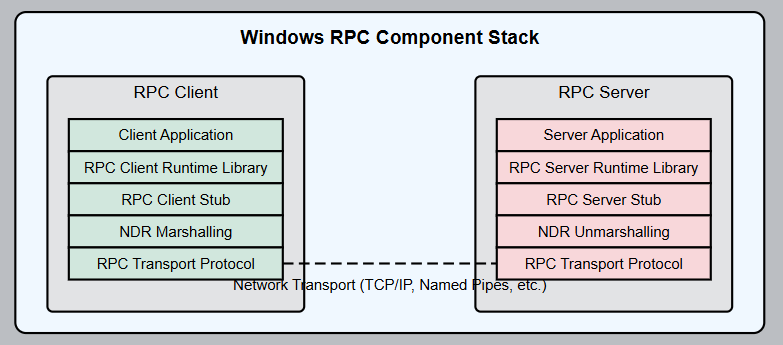 Windows RPC Component Stack
RPC Client
Client Application
RPC Client Runtime Library
RPC Client Stub
NDR Marshalling
RPC Transport Protocol
RPC Server
Server Application
RPC Server Runtime Library
RPC Server Stub
NDR Unmarshalling
RPC Transport Protocol
Network Transport (TCP/IP, Named Pipes, etc.)